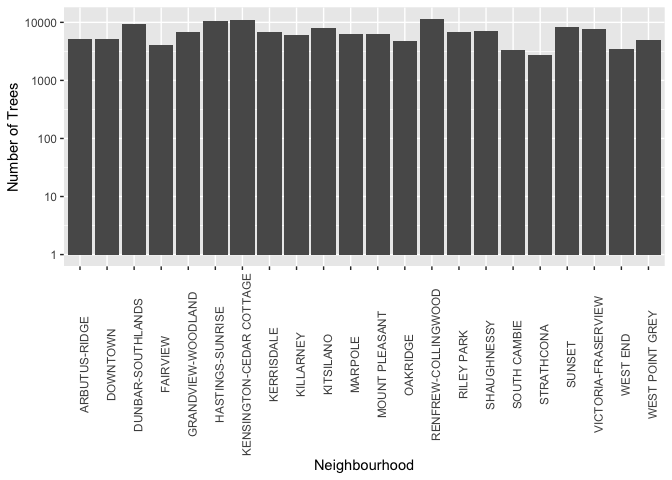 Number of Trees
10000
1000
100
10
1
ARBUTUS-RIDGE
DOWNTOWN
DUNBAR-SOUTHLANDS
FAIRVIEW
GRANDVIEW-WOODLAND
HASTINGS-SUNRISE
KENSINGTON-CEDAR COTTAGE
KERRISDALE
KILLARNEY
KITSILANO
MARPOLE
MOUNT PLEASANT
OAKRIDGE
RENFREW-COLLINGWOOD
RILEY PARK
SHAUGHNESSY
SOUTH CAMBIE
STRATHCONA
SUNSET
VICTORIA-FRASERVIEW
WEST END
WEST POINT GREY
Neighbourhood